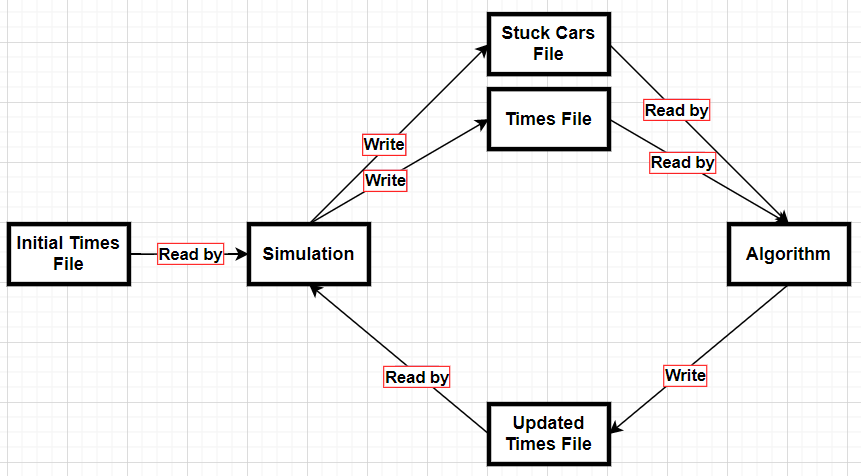 Stuck Cars
File
Times File
Read by
Write
Read by
Write
Initial Times
File
Read by
Simulation
Algorithm
Read by
Write
Updated
Times File